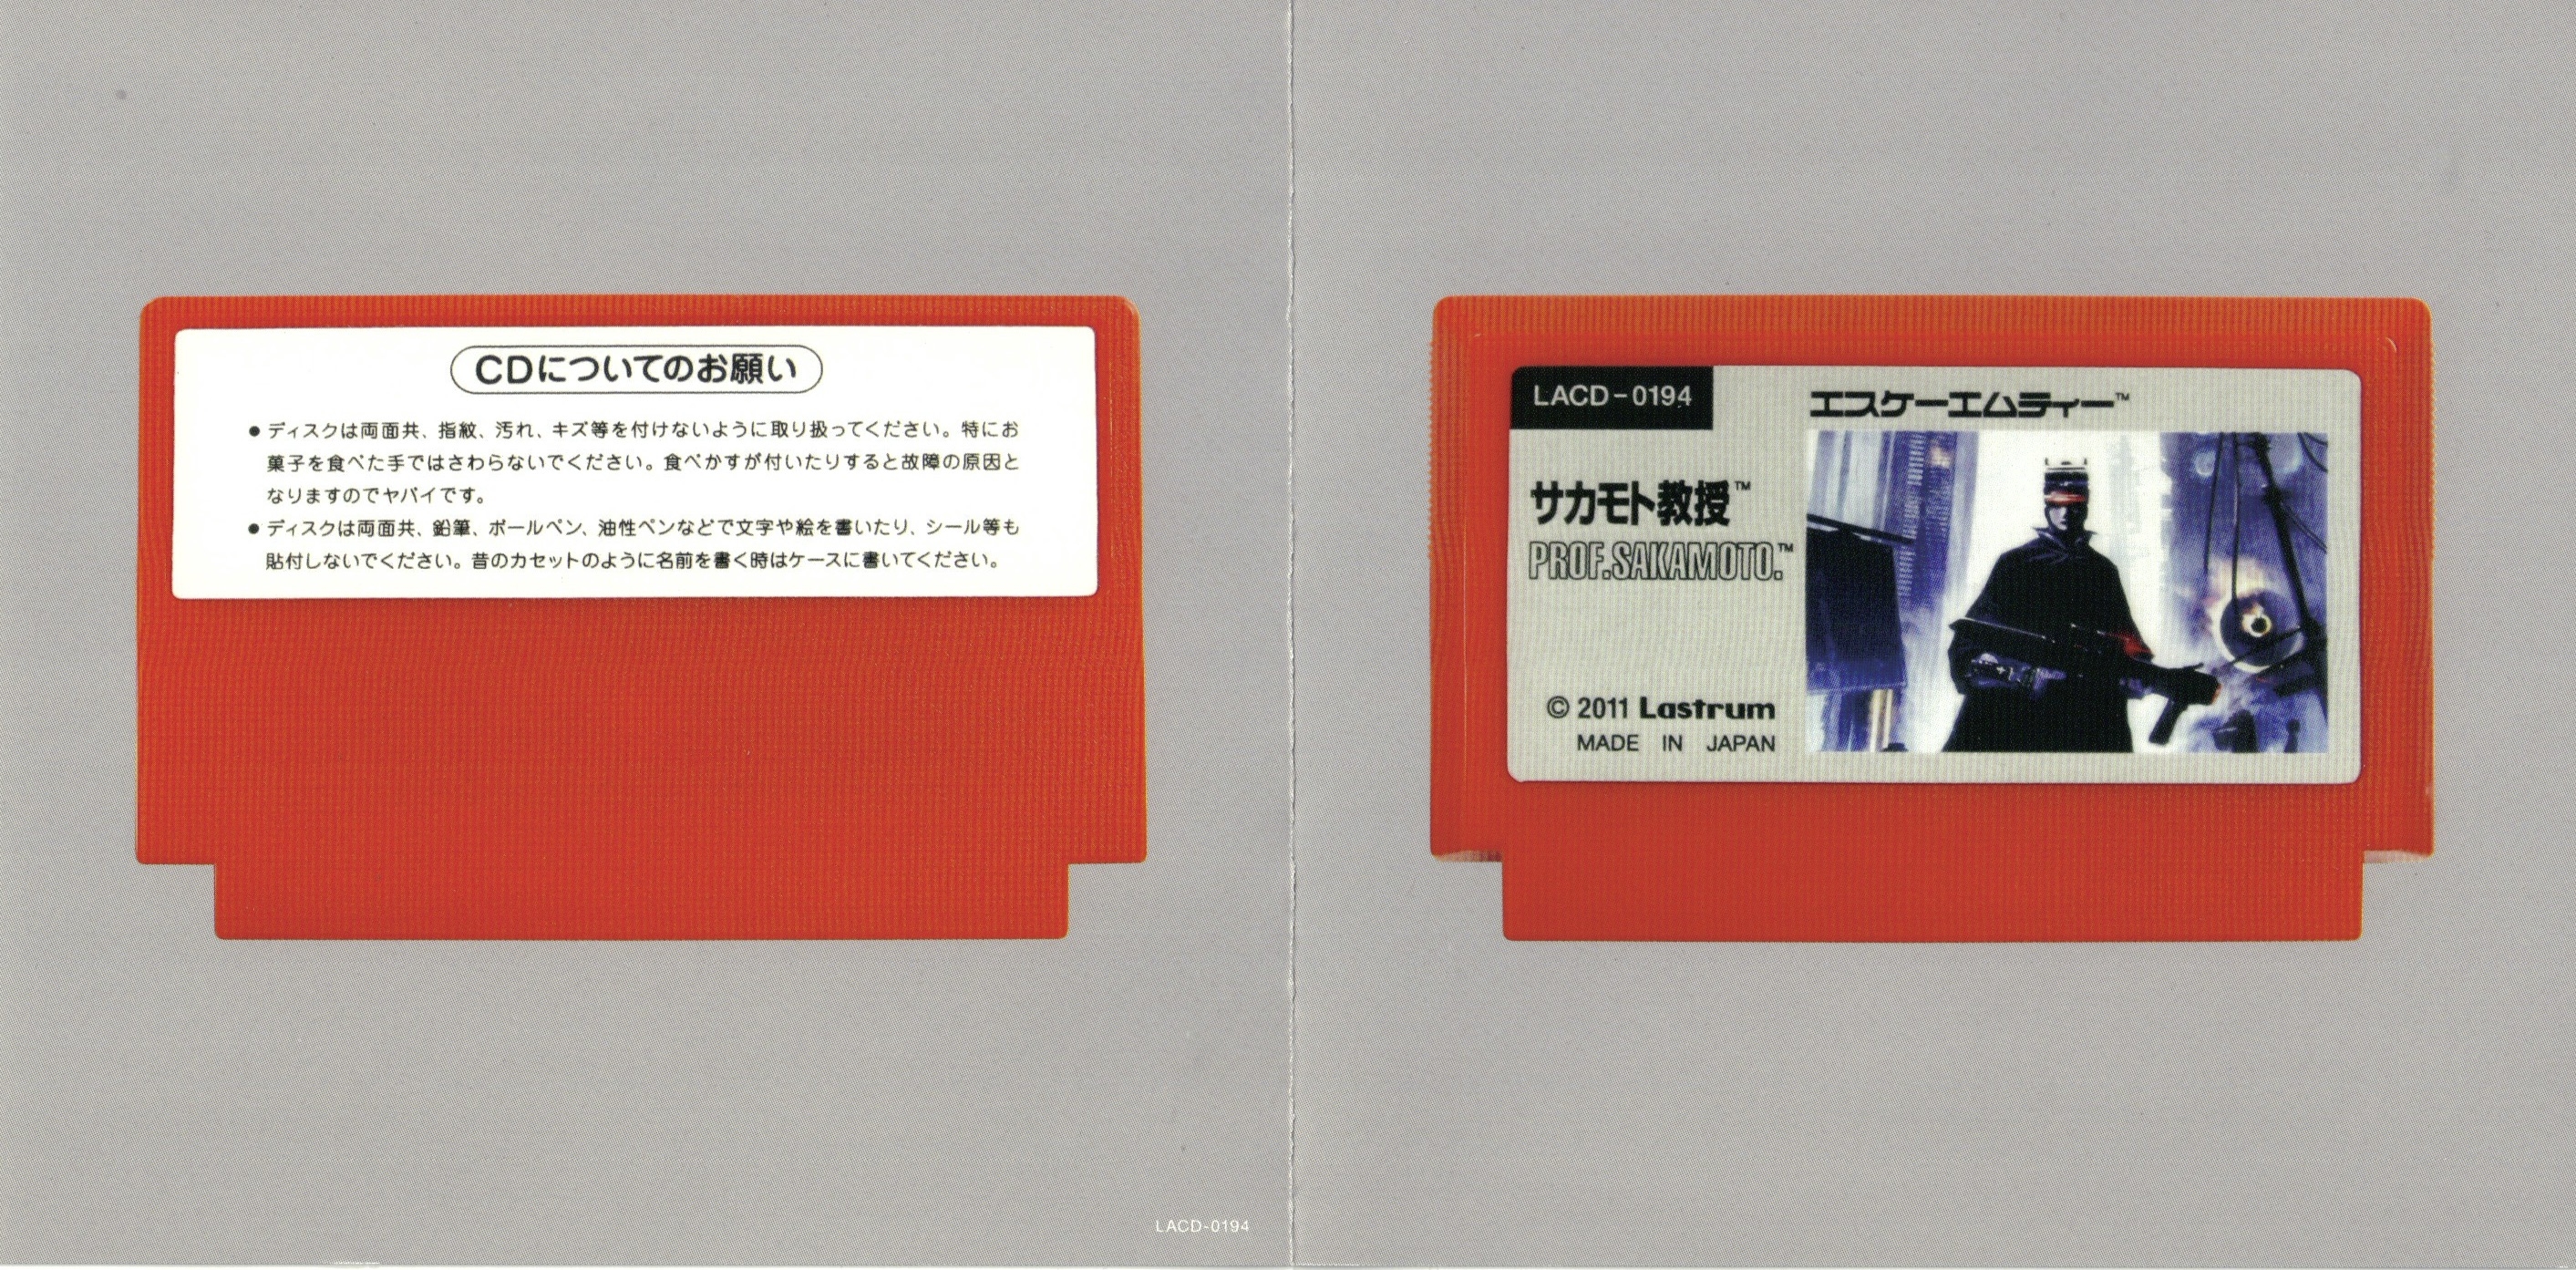 CDについてのお願い
●ディスクは両面共、指紋、汚れ、キズ等を付けないように取り扱ってください。特にお
菓子を食べた手ではさわらないでください。食べかすが付いたりすると故障の原因と
なりますのでヤバイです。
●ディスクは両面共、鉛筆、ボールペン、油性ペンなどで文字や絵を書いたり、シール等も
貼付しないでください。昔のカセットのように名前を書く時はケースに書いてください。
LACD-0194
LACD-0194
エスケーエムティー™
サカモト教授™
PROF.SAKAMOTO.™
© 2011 Lastrum
MADE IN JAPAN